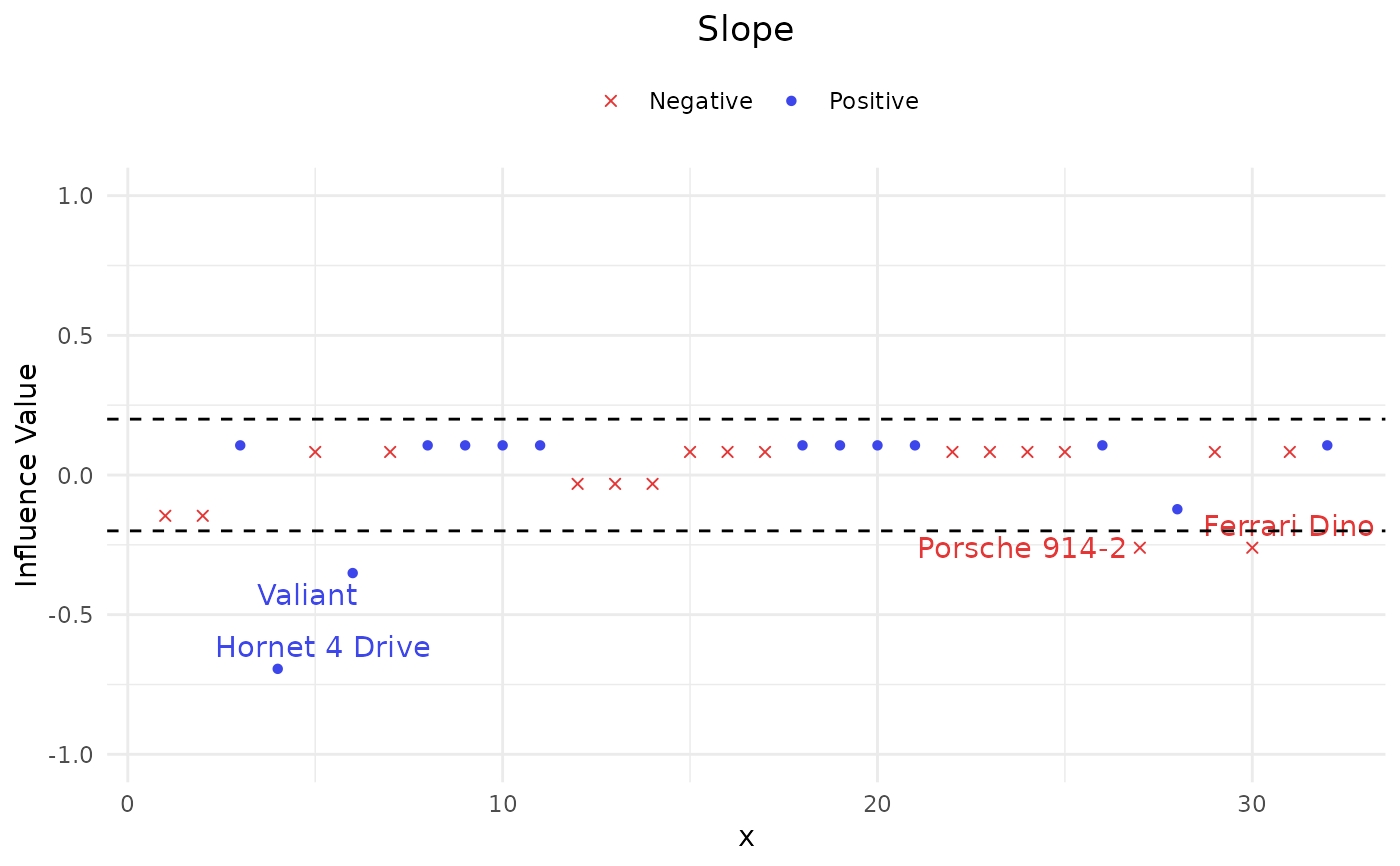 Slope
Negative Positive
Influence Value
1.0
0.5
0.0
-0.5
-1.0
Ferrari Dino
Porsche 914-2
Valiant
Hornet 4 Drive
0 10 20 30
x